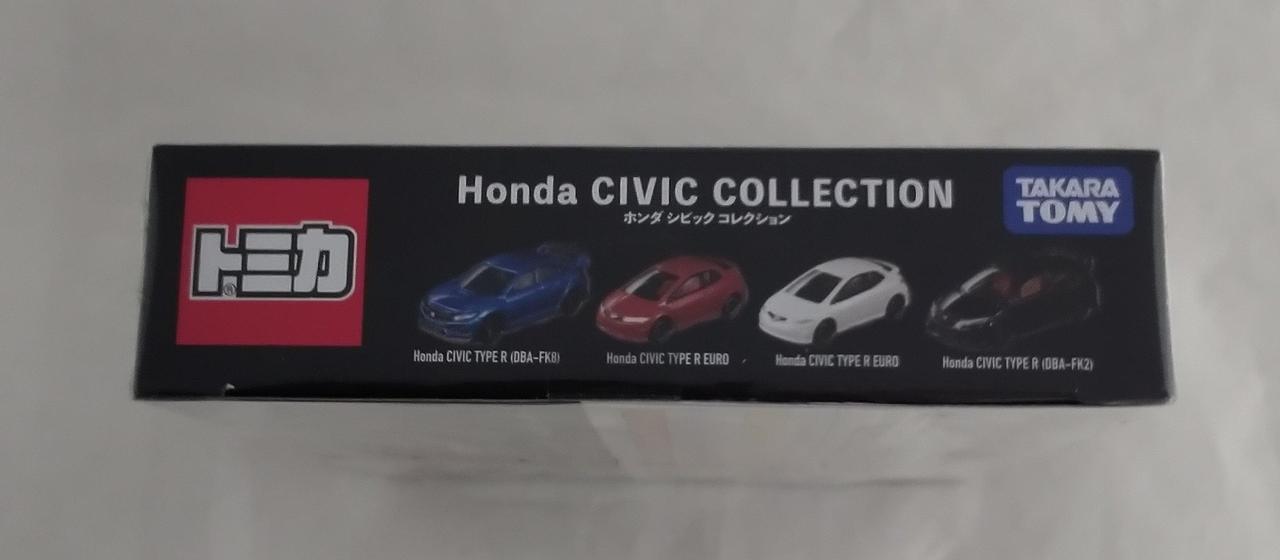 トミカ®
Honda CIVIC COLLECTION
ホンダ シビック コレクション
TAKARA
TOMY
Honda CIVIC TYPE R (DBA-FK8)
Honda CIVIC TYPE R EURO
Honda CIVIC TYPE R EURO
Honda CIVIC TYPE R (DBA-FK2)